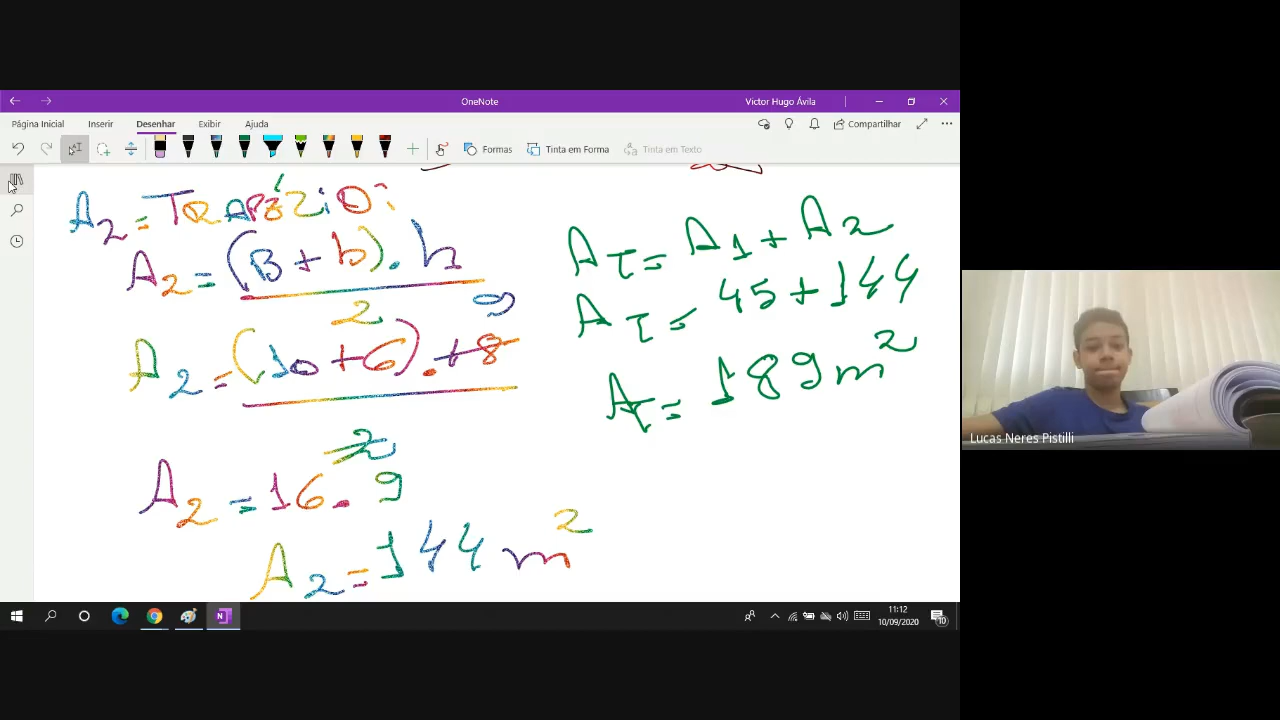 OneNote
Victor Hugo Ávila
Página Inicial Inserir Desenhar Exibir Ajuda
Compartilhar
Formas
Tinta em Forma
Tinta em Texto
A2 = TRAPÉZIO:
A2 = (B + b) . h
2
9
A2 = (10 + 6) . 18
2
A2 = 16 . 9
A2 = 144 m²
AT = A1 + A2
AT = 45 + 144
AT = 189 m²
Lucas Neres Pistilli
11:12
10/09/2020
10